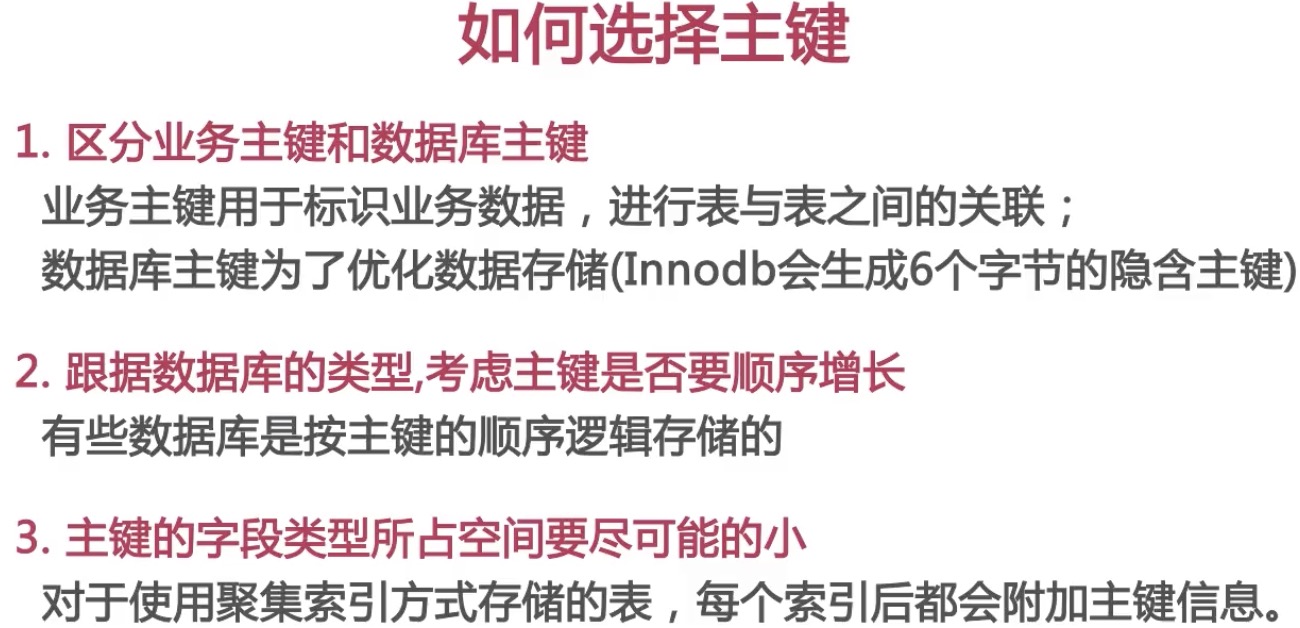 如何选择主键
1. 区分业务主键和数据库主键
业务主键用于标识业务数据，进行表与表之间的关联；
数据库主键为了优化数据存储(Innodb会生成6个字节的隐含主键)
2. 跟据数据库的类型,考虑主键是否要顺序增长
有些数据库是按主键的顺序逻辑存储的
3. 主键的字段类型所占空间要尽可能的小
对于使用聚集索引方式存储的表，每个索引后都会附加主键信息。